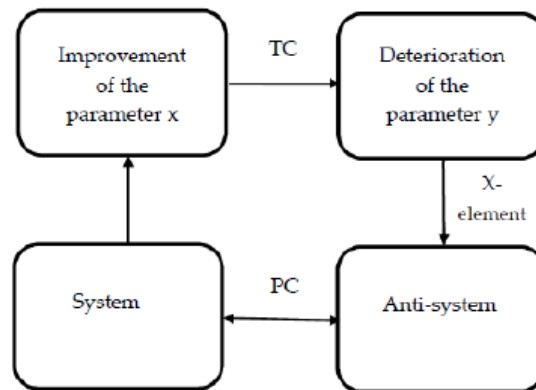 Improvement
of the
parameter x
TC
Deterioration
of the
parameter y
X-
element
System
PC
Anti-system